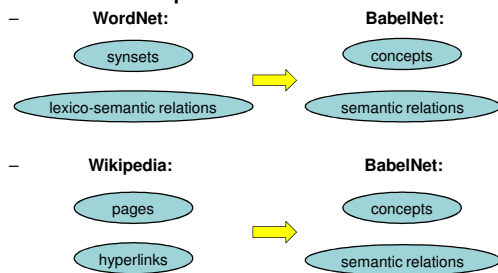 – WordNet: BabelNet:
synsets concepts
lexico-semantic relations semantic relations
– Wikipedia: BabelNet:
pages concepts
hyperlinks semantic relations